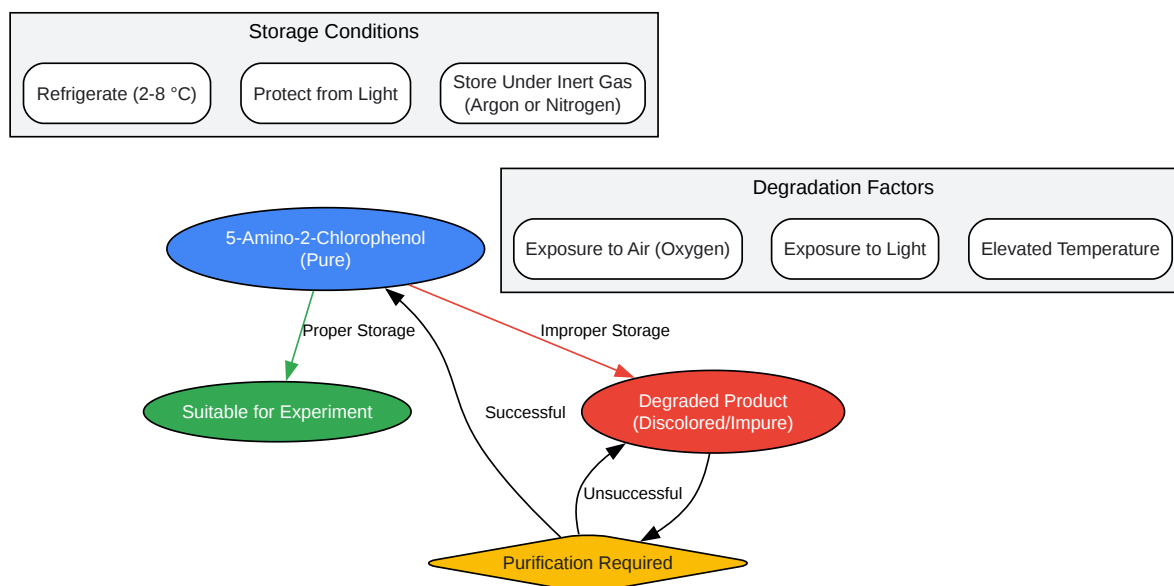 Storage Conditions
Refrigerate (2-8 °C)
Protect from Light
Store Under Inert Gas
(Argon or Nitrogen)
Degradation Factors
Exposure to Air (Oxygen)
Exposure to Light
Elevated Temperature
5-Amino-2-Chlorophenol
(Pure)
Proper Storage
Improper Storage
Suitable for Experiment
Successful
Degraded Product
(Discolored/Impure)
Unsuccessful
Purification Required